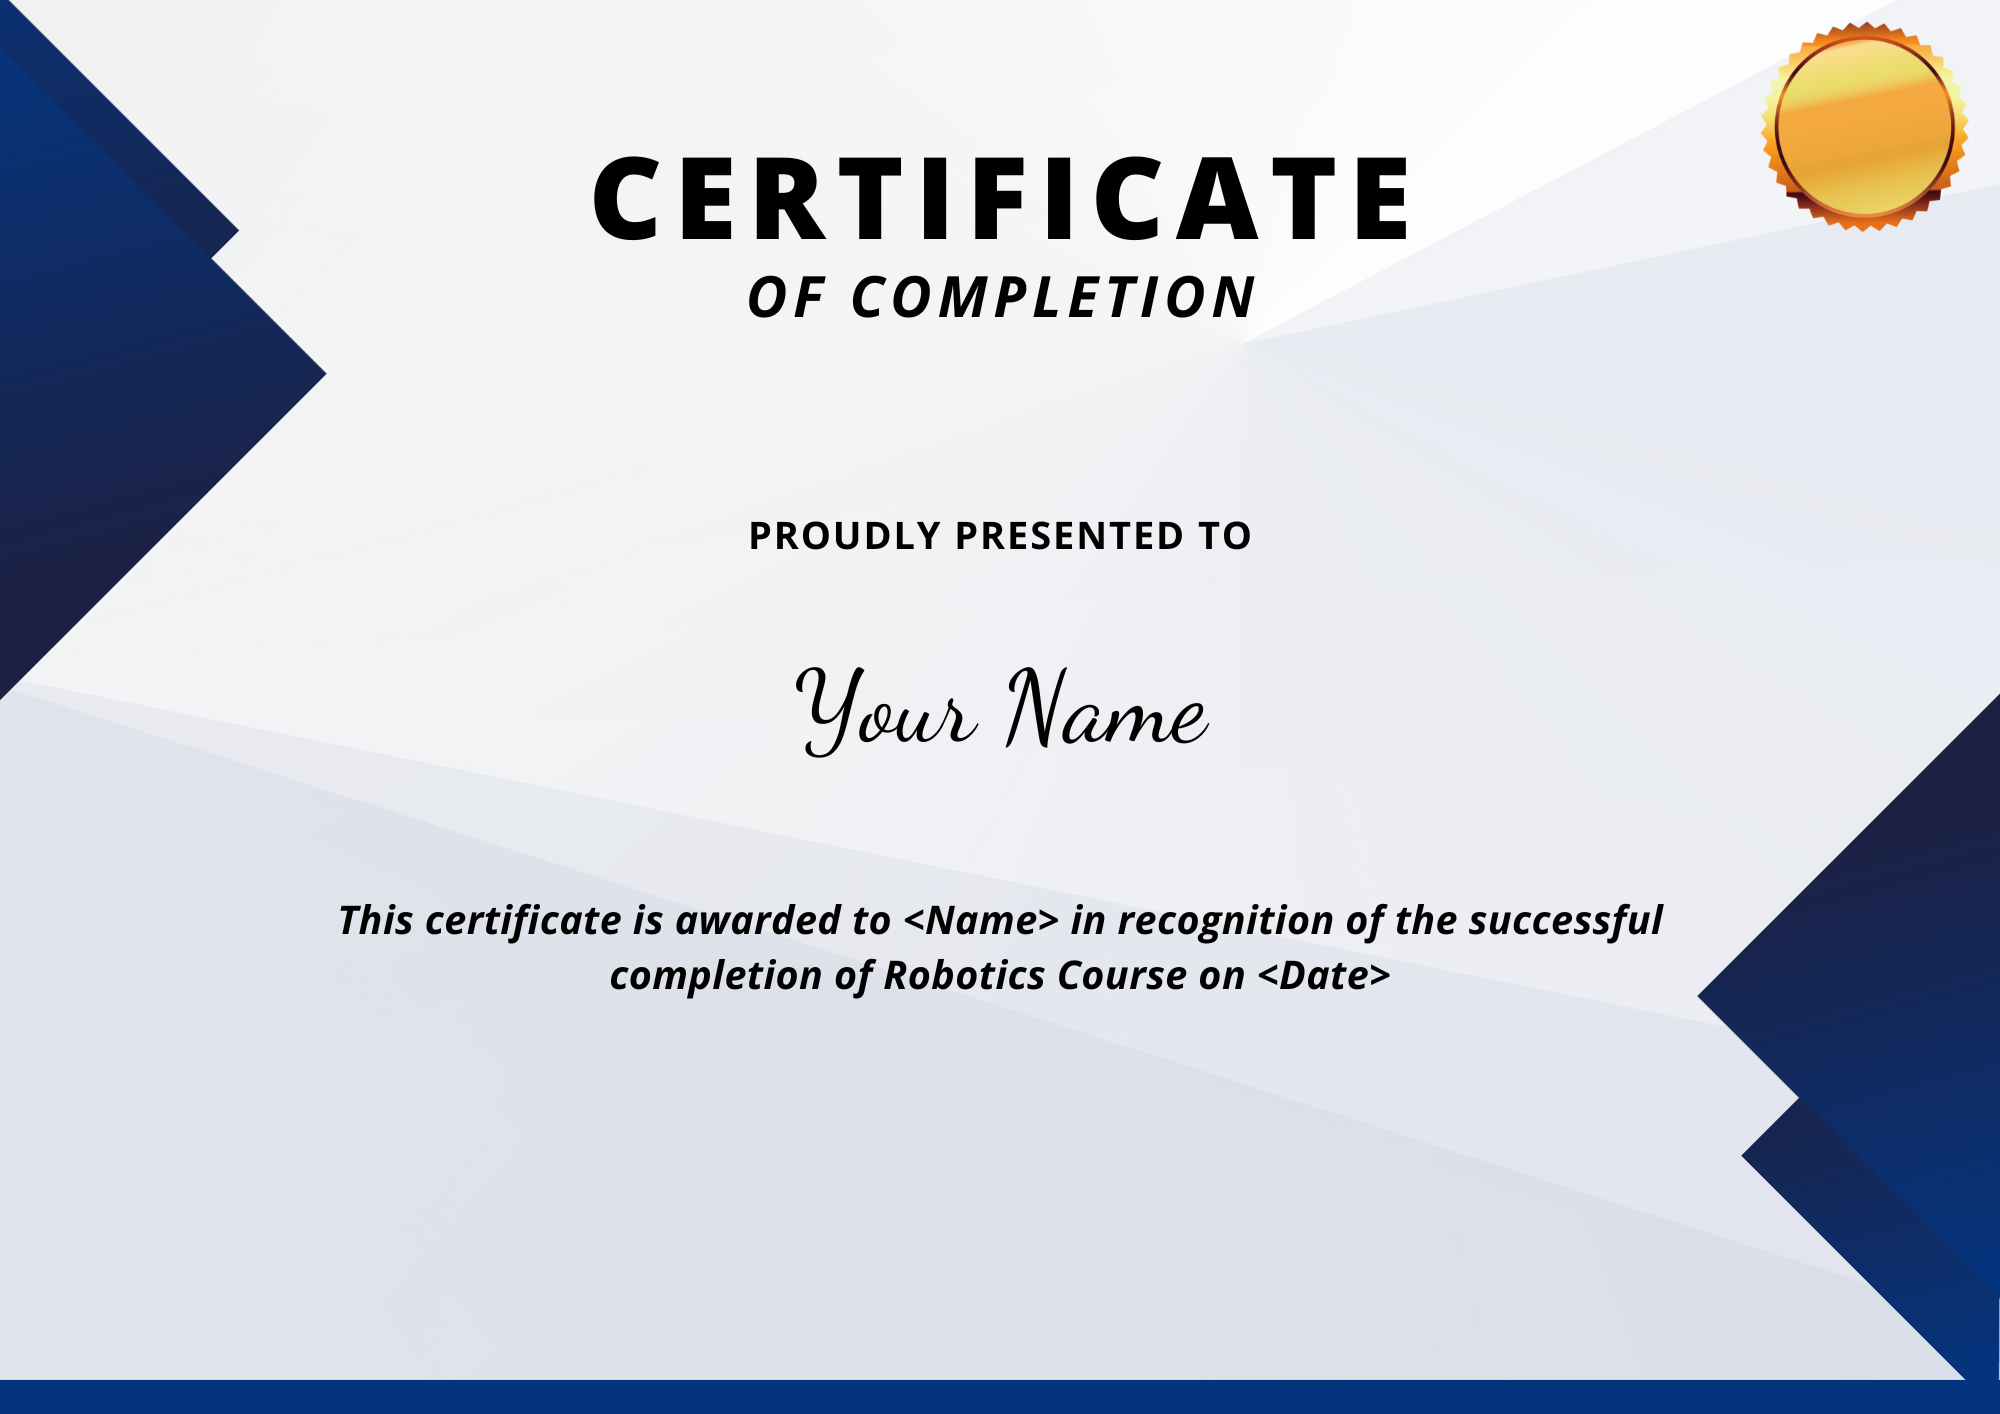 CERTIFICATE
OF COMPLETION
PROUDLY PRESENTED TO
Your Name
This certificate is awarded to <Name> in recognition of the successful
completion of Robotics Course on <Date>